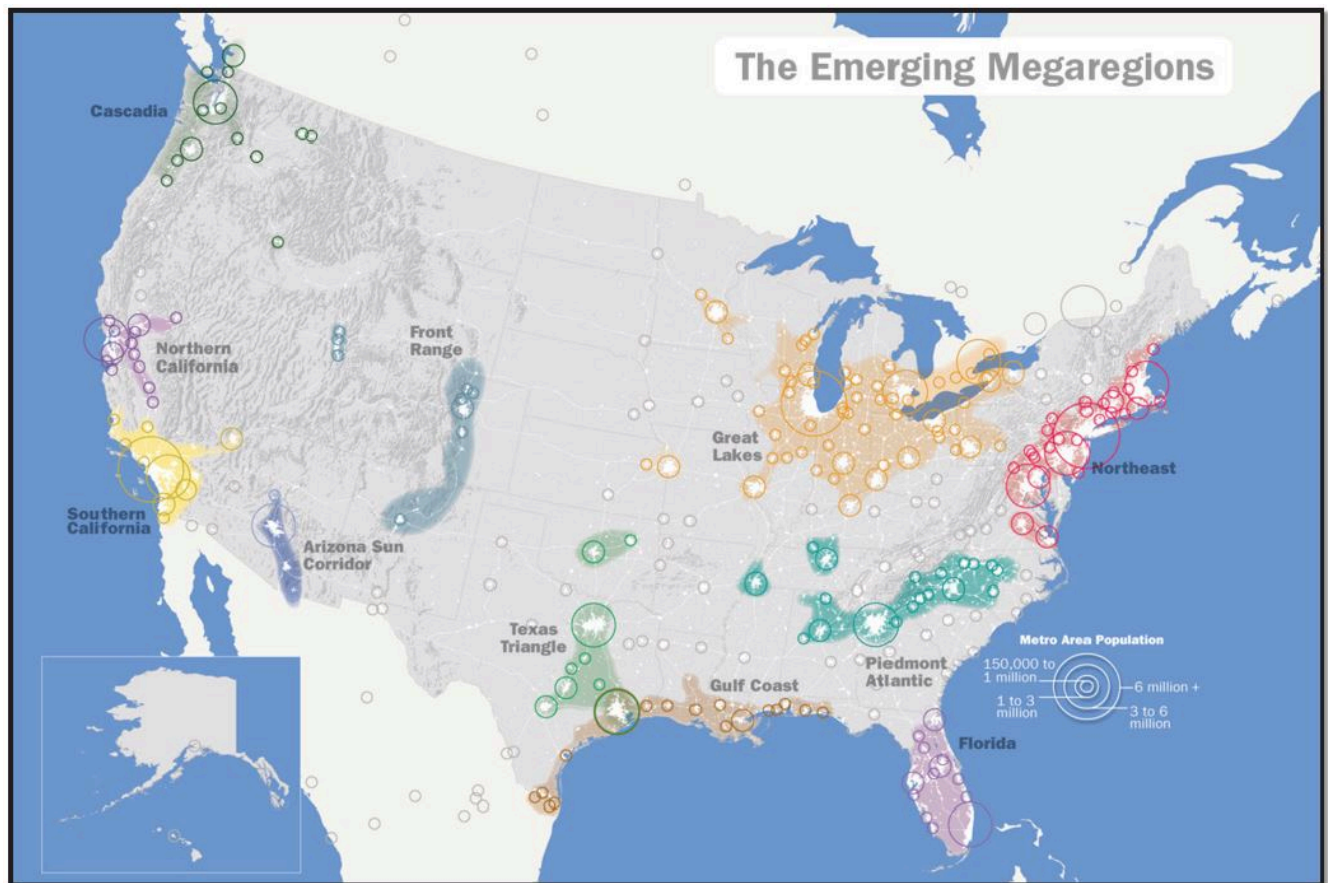 The Emerging Megaregions
Cascadia
Northern
California
Front
Range
Great
Lakes
Northeast
Southern
California
Arizona Sun
Corridor
Texas
Triangle
Gulf Coast
Piedmont
Atlantic
Florida
Metro Area Population
150,000 to
1 million
6 million +
1 to 3
million
3 to 6
million